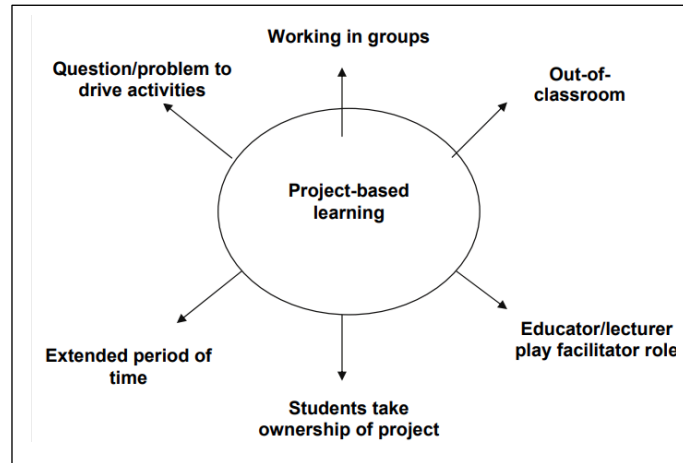 Working in groups
Question/problem to
drive activities
Out-of-
classroom
Project-based
learning
Extended period of
time
Educator/lecturer
play facilitator role
Students take
ownership of project